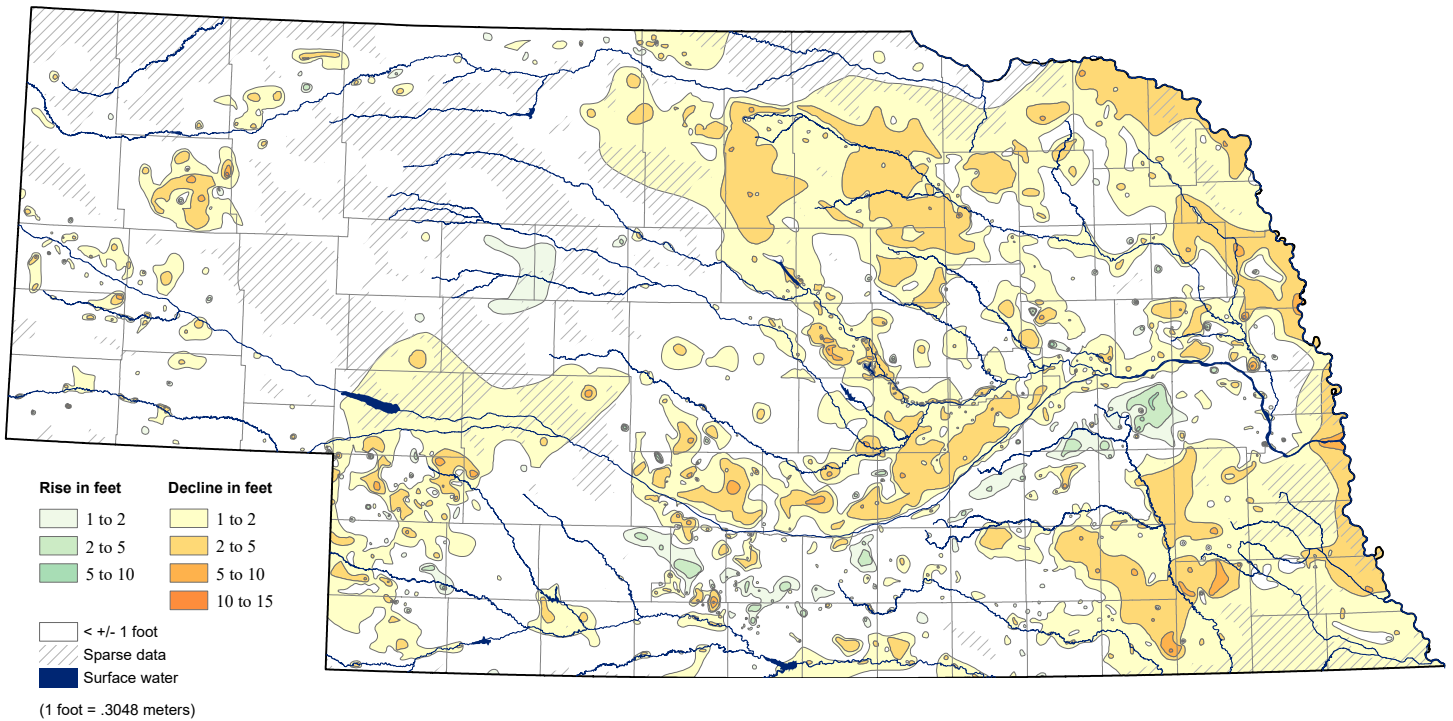 Rise in feet
1 to 2
2 to 5
5 to 10
Decline in feet
1 to 2
2 to 5
5 to 10
10 to 15
< +/- 1 foot
Sparse data
Surface water
(1 foot = .3048 meters)